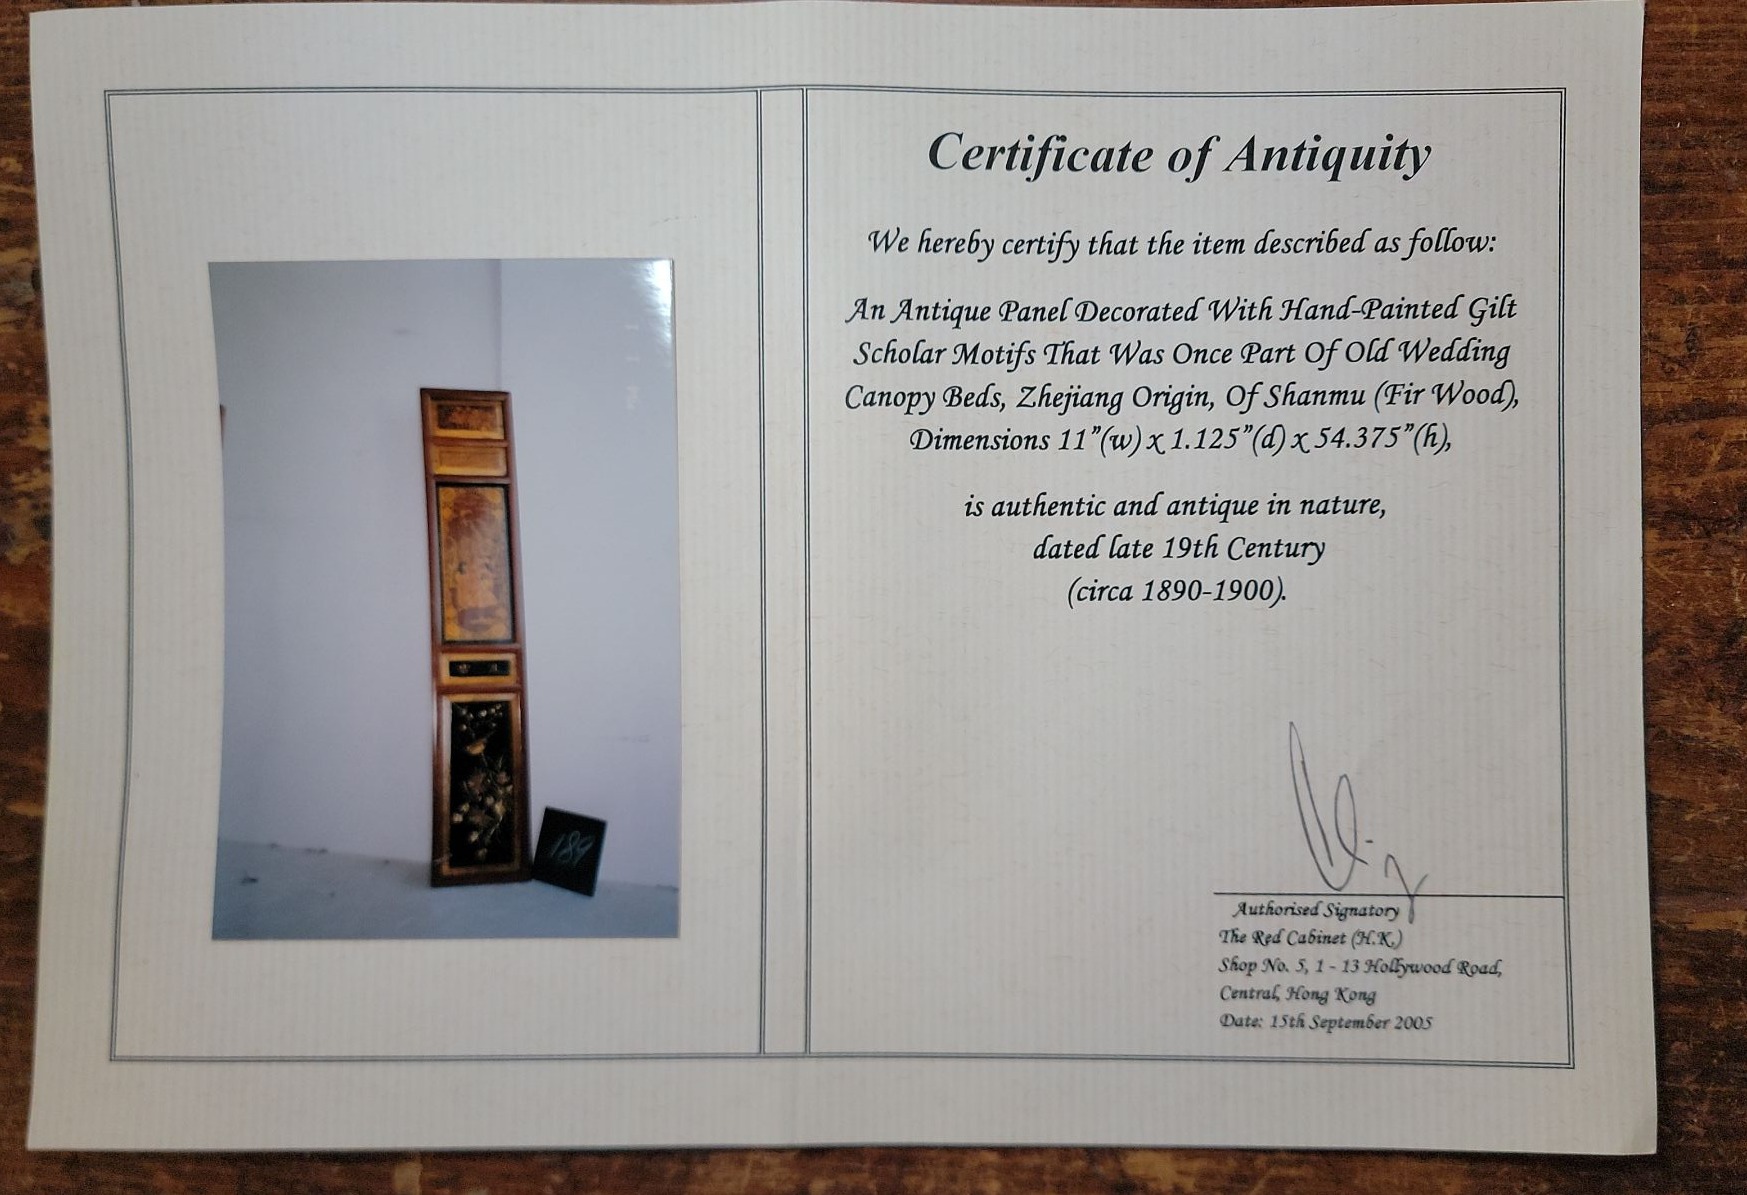 Certificate of Antiquity
We hereby certify that the item described as follow:
An Antique Panel Decorated With Hand-Painted Gilt
Scholar Motifs That Was Once Part Of Old Wedding
Canopy Beds, Zhejiang Origin, Of Shanmu (Fir Wood),
Dimensions 11"(w) x 1.125"(d) x 54.375"(h),
is authentic and antique in nature,
dated late 19th Century
(circa 1890-1900).
189
Authorised Signatory
The Red Cabinet (H.K.)
Shop No. 5, 1 - 13 Hollywood Road,
Central, Hong Kong
Date: 15th September 2005